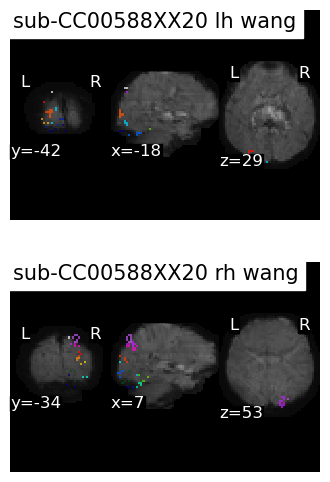 sub-CC00588XX20 lh wang
L R
L R
y=-42
x=-18
z=29
sub-CC00588XX20 rh wang
L R
L R
y=-34
x=7
z=53